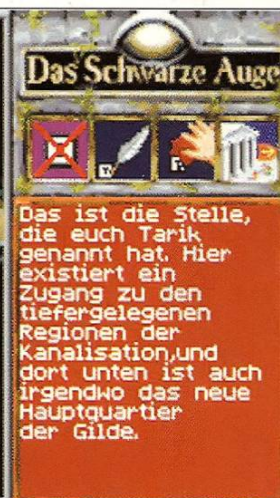 Das Schwarze Auge
Das ist die Stelle,
die euch Tarik
genannt hat. Hier
existiert ein
Zugang zu den
tiefergelegenen
Regionen der
Kanalisation,und
dort unten ist auch
irgendwo das neue
Hauptquartier
der Gilde.